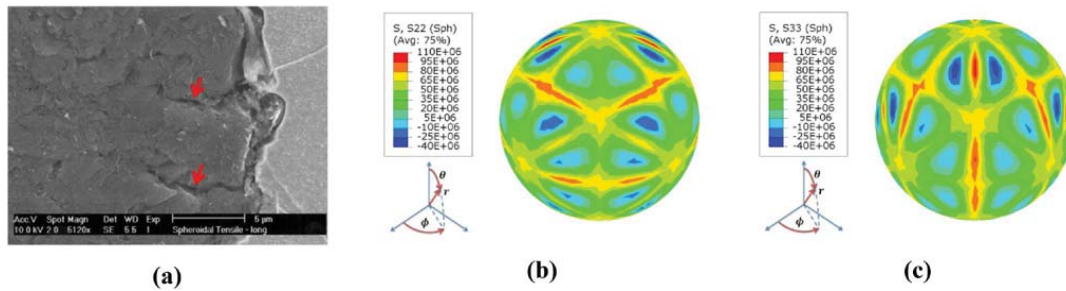 Acc.V Spot Magn Det WD Exp
10.0 kV 2.0 5120x SE 5.5 1
5 µm
Spheroidal Tensile - long
(a)
S, S22 (Sph)
(Avg: 75%)
110E+06
95E+06
80E+06
65E+06
50E+06
35E+06
20E+06
5E+06
-10E+06
-25E+06
-40E+06
θ
r
ϕ
(b)
S, S33 (Sph)
(Avg: 75%)
110E+06
95E+06
80E+06
65E+06
50E+06
35E+06
20E+06
5E+06
-10E+06
-25E+06
-40E+06
θ
r
ϕ
(c)